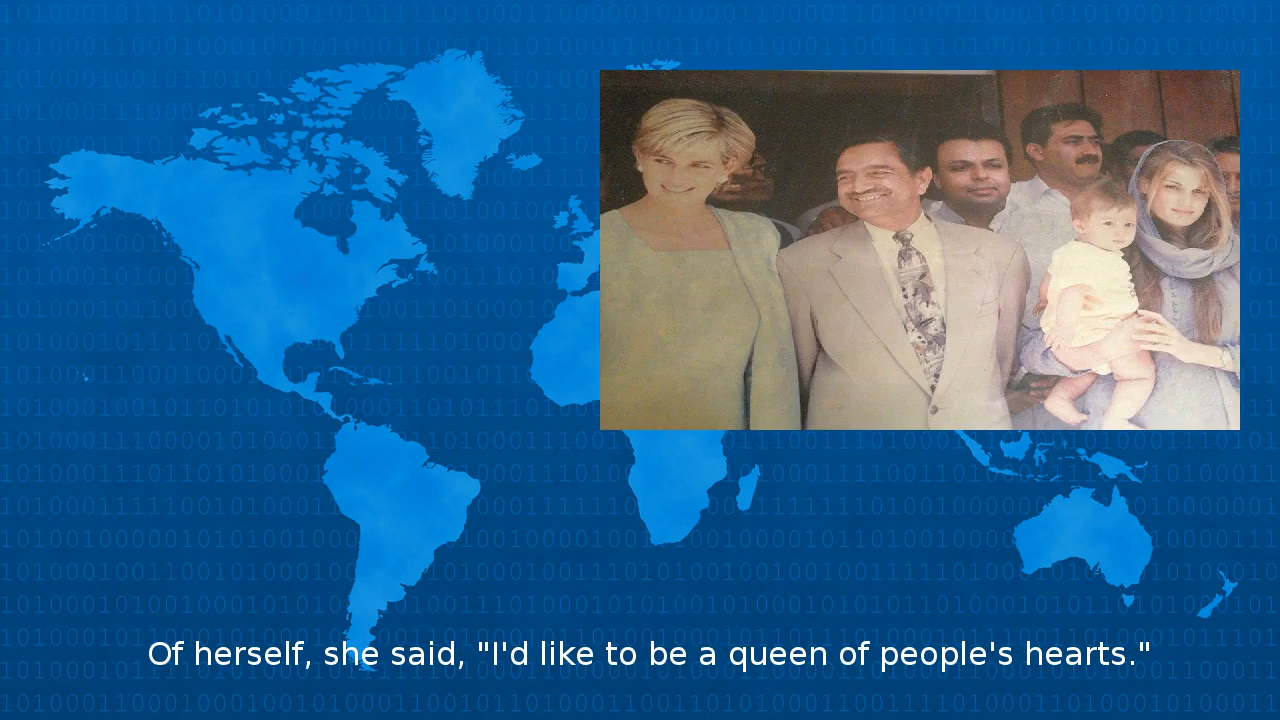 Of herself, she said, "I'd like to be a queen of people's hearts."